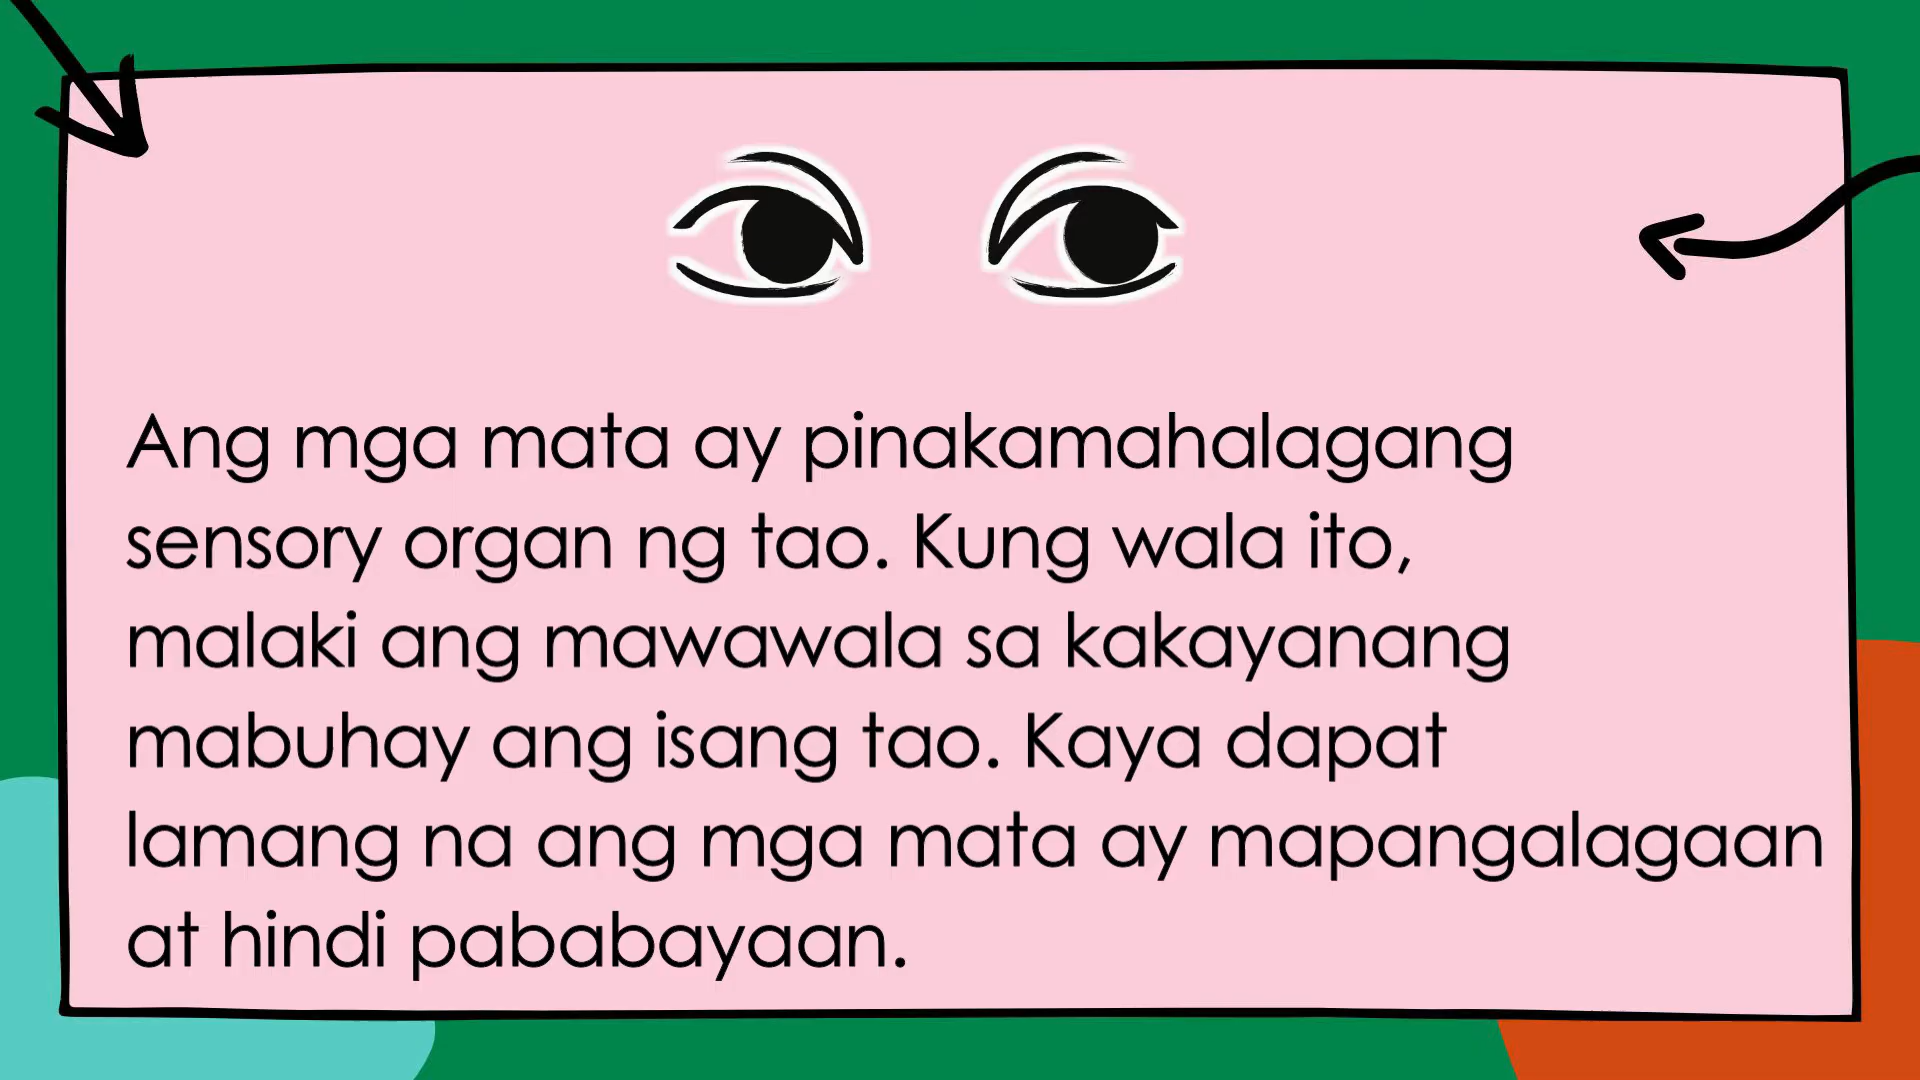 Ang mga mata ay pinakamahalagang
sensory organ ng tao. Kung wala ito,
malaki ang mawawala sa kakayanang
mabuhay ang isang tao. Kaya dapat
lamang na ang mga mata ay mapangalagaan
at hindi pababayaan.